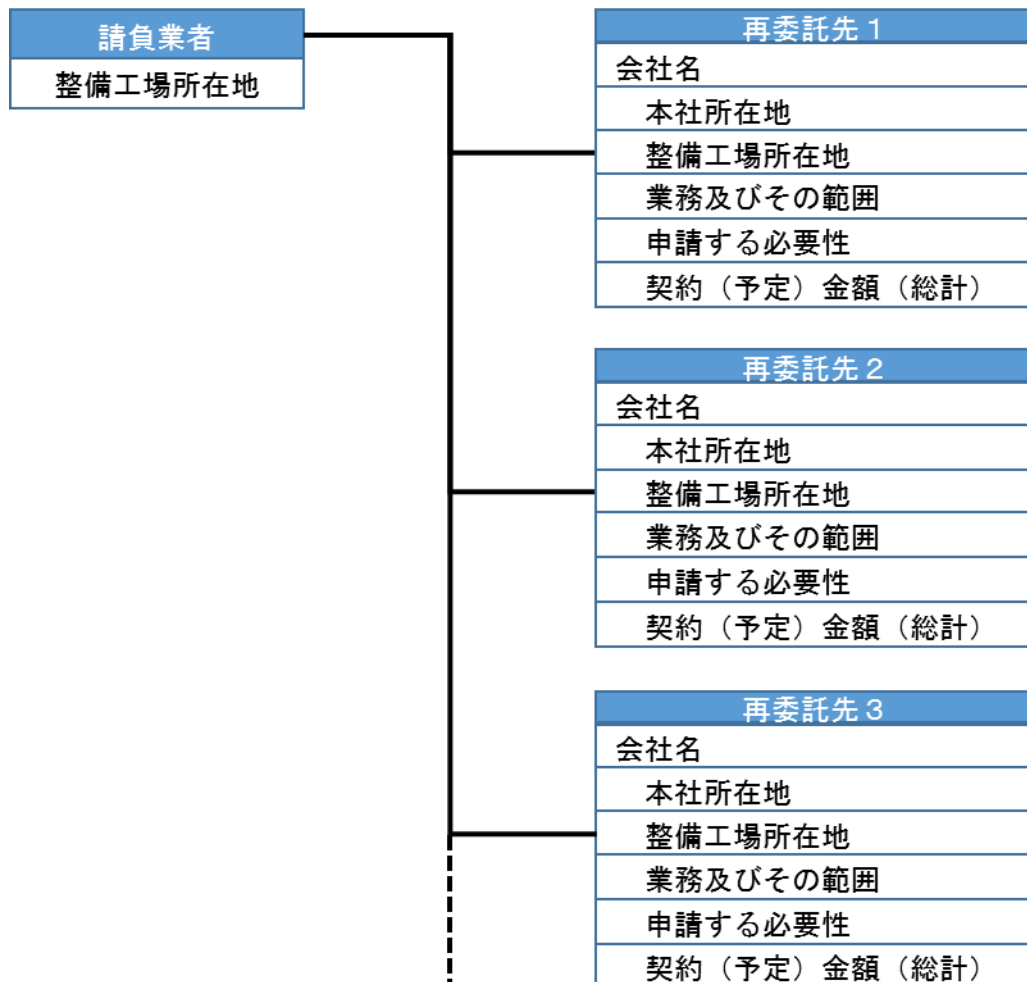 請負業者
整備工場所在地
再委託先１
会社名
本社所在地
整備工場所在地
業務及びその範囲
申請する必要性
契約（予定）金額（総計）
再委託先２
会社名
本社所在地
整備工場所在地
業務及びその範囲
申請する必要性
契約（予定）金額（総計）
再委託先３
会社名
本社所在地
整備工場所在地
業務及びその範囲
申請する必要性
契約（予定）金額（総計）